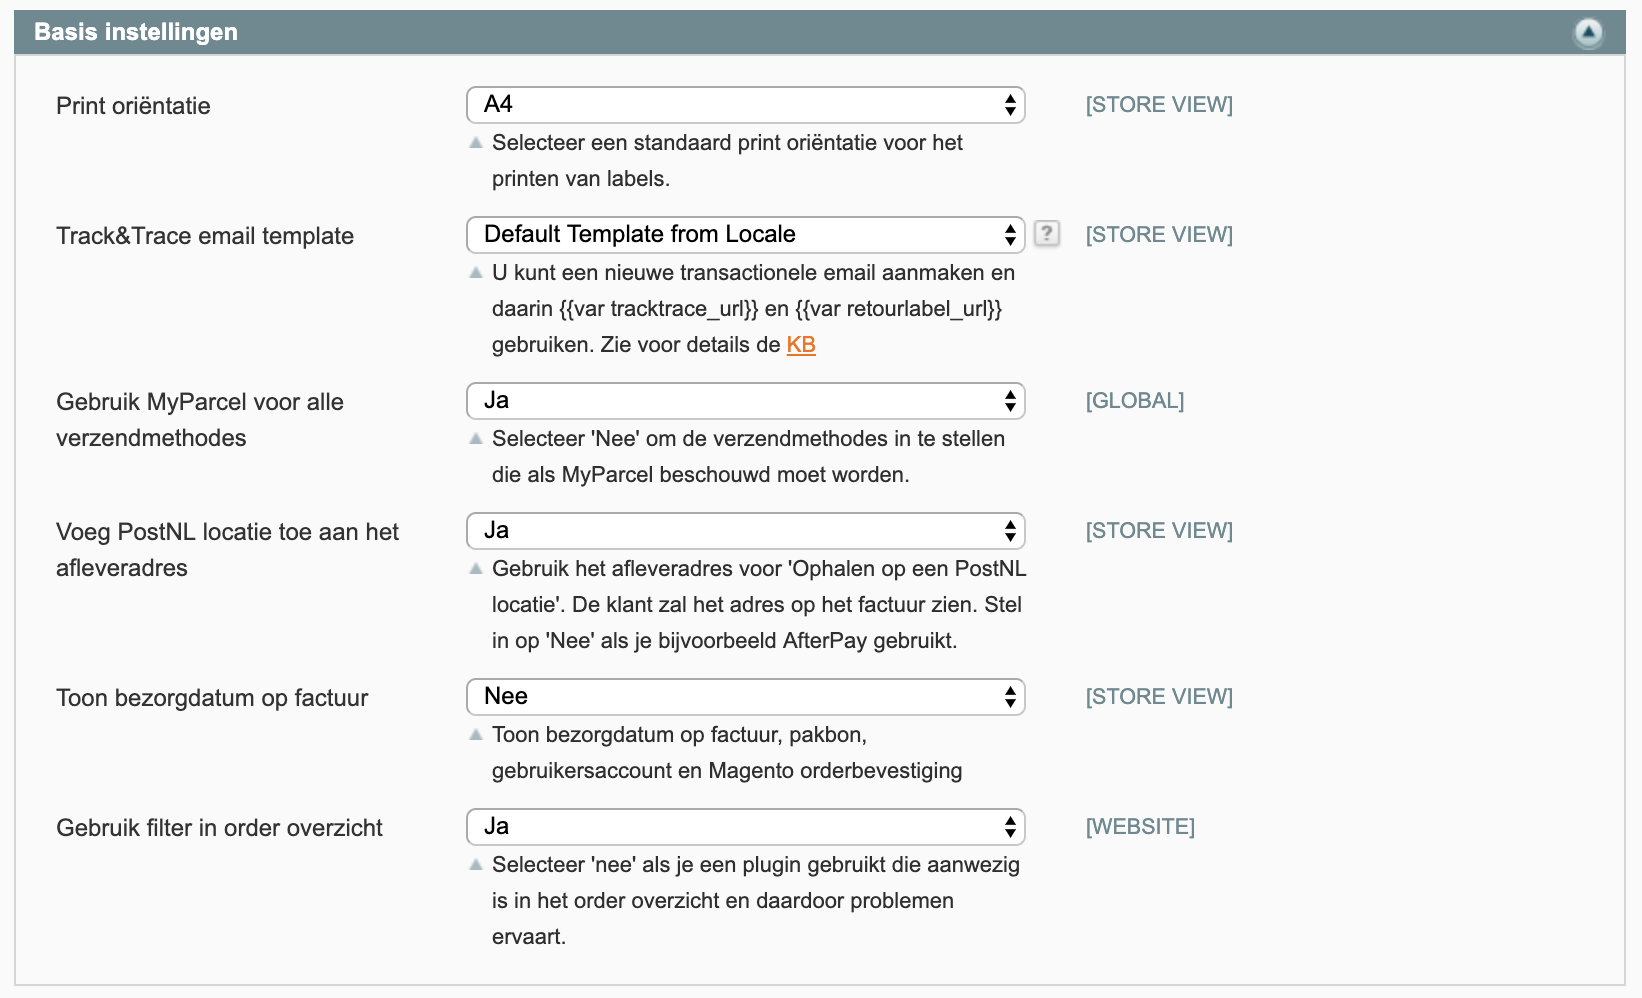 Basis instellingen
Print oriëntatie
A4
[STORE VIEW]
Selecteer een standaard print oriëntatie voor het
printen van labels.
Track&Trace email template
Default Template from Locale
?
[STORE VIEW]
U kunt een nieuwe transactionele email aanmaken en
daarin {{var tracktrace_url}} en {{var retourlabel_url}}
gebruiken. Zie voor details de KB
Gebruik MyParcel voor alle
verzendmethodes
Ja
[GLOBAL]
Selecteer 'Nee' om de verzendmethodes in te stellen
die als MyParcel beschouwd moet worden.
Voeg PostNL locatie toe aan het
afleveradres
Ja
[STORE VIEW]
Gebruik het afleveradres voor 'Ophalen op een PostNL
locatie'. De klant zal het adres op het factuur zien. Stel
in op 'Nee' als je bijvoorbeeld AfterPay gebruikt.
Toon bezorgdatum op factuur
Nee
[STORE VIEW]
Toon bezorgdatum op factuur, pakbon,
gebruikersaccount en Magento orderbevestiging
Gebruik filter in order overzicht
Ja
[WEBSITE]
Selecteer 'nee' als je een plugin gebruikt die aanwezig
is in het order overzicht en daardoor problemen
ervaart.